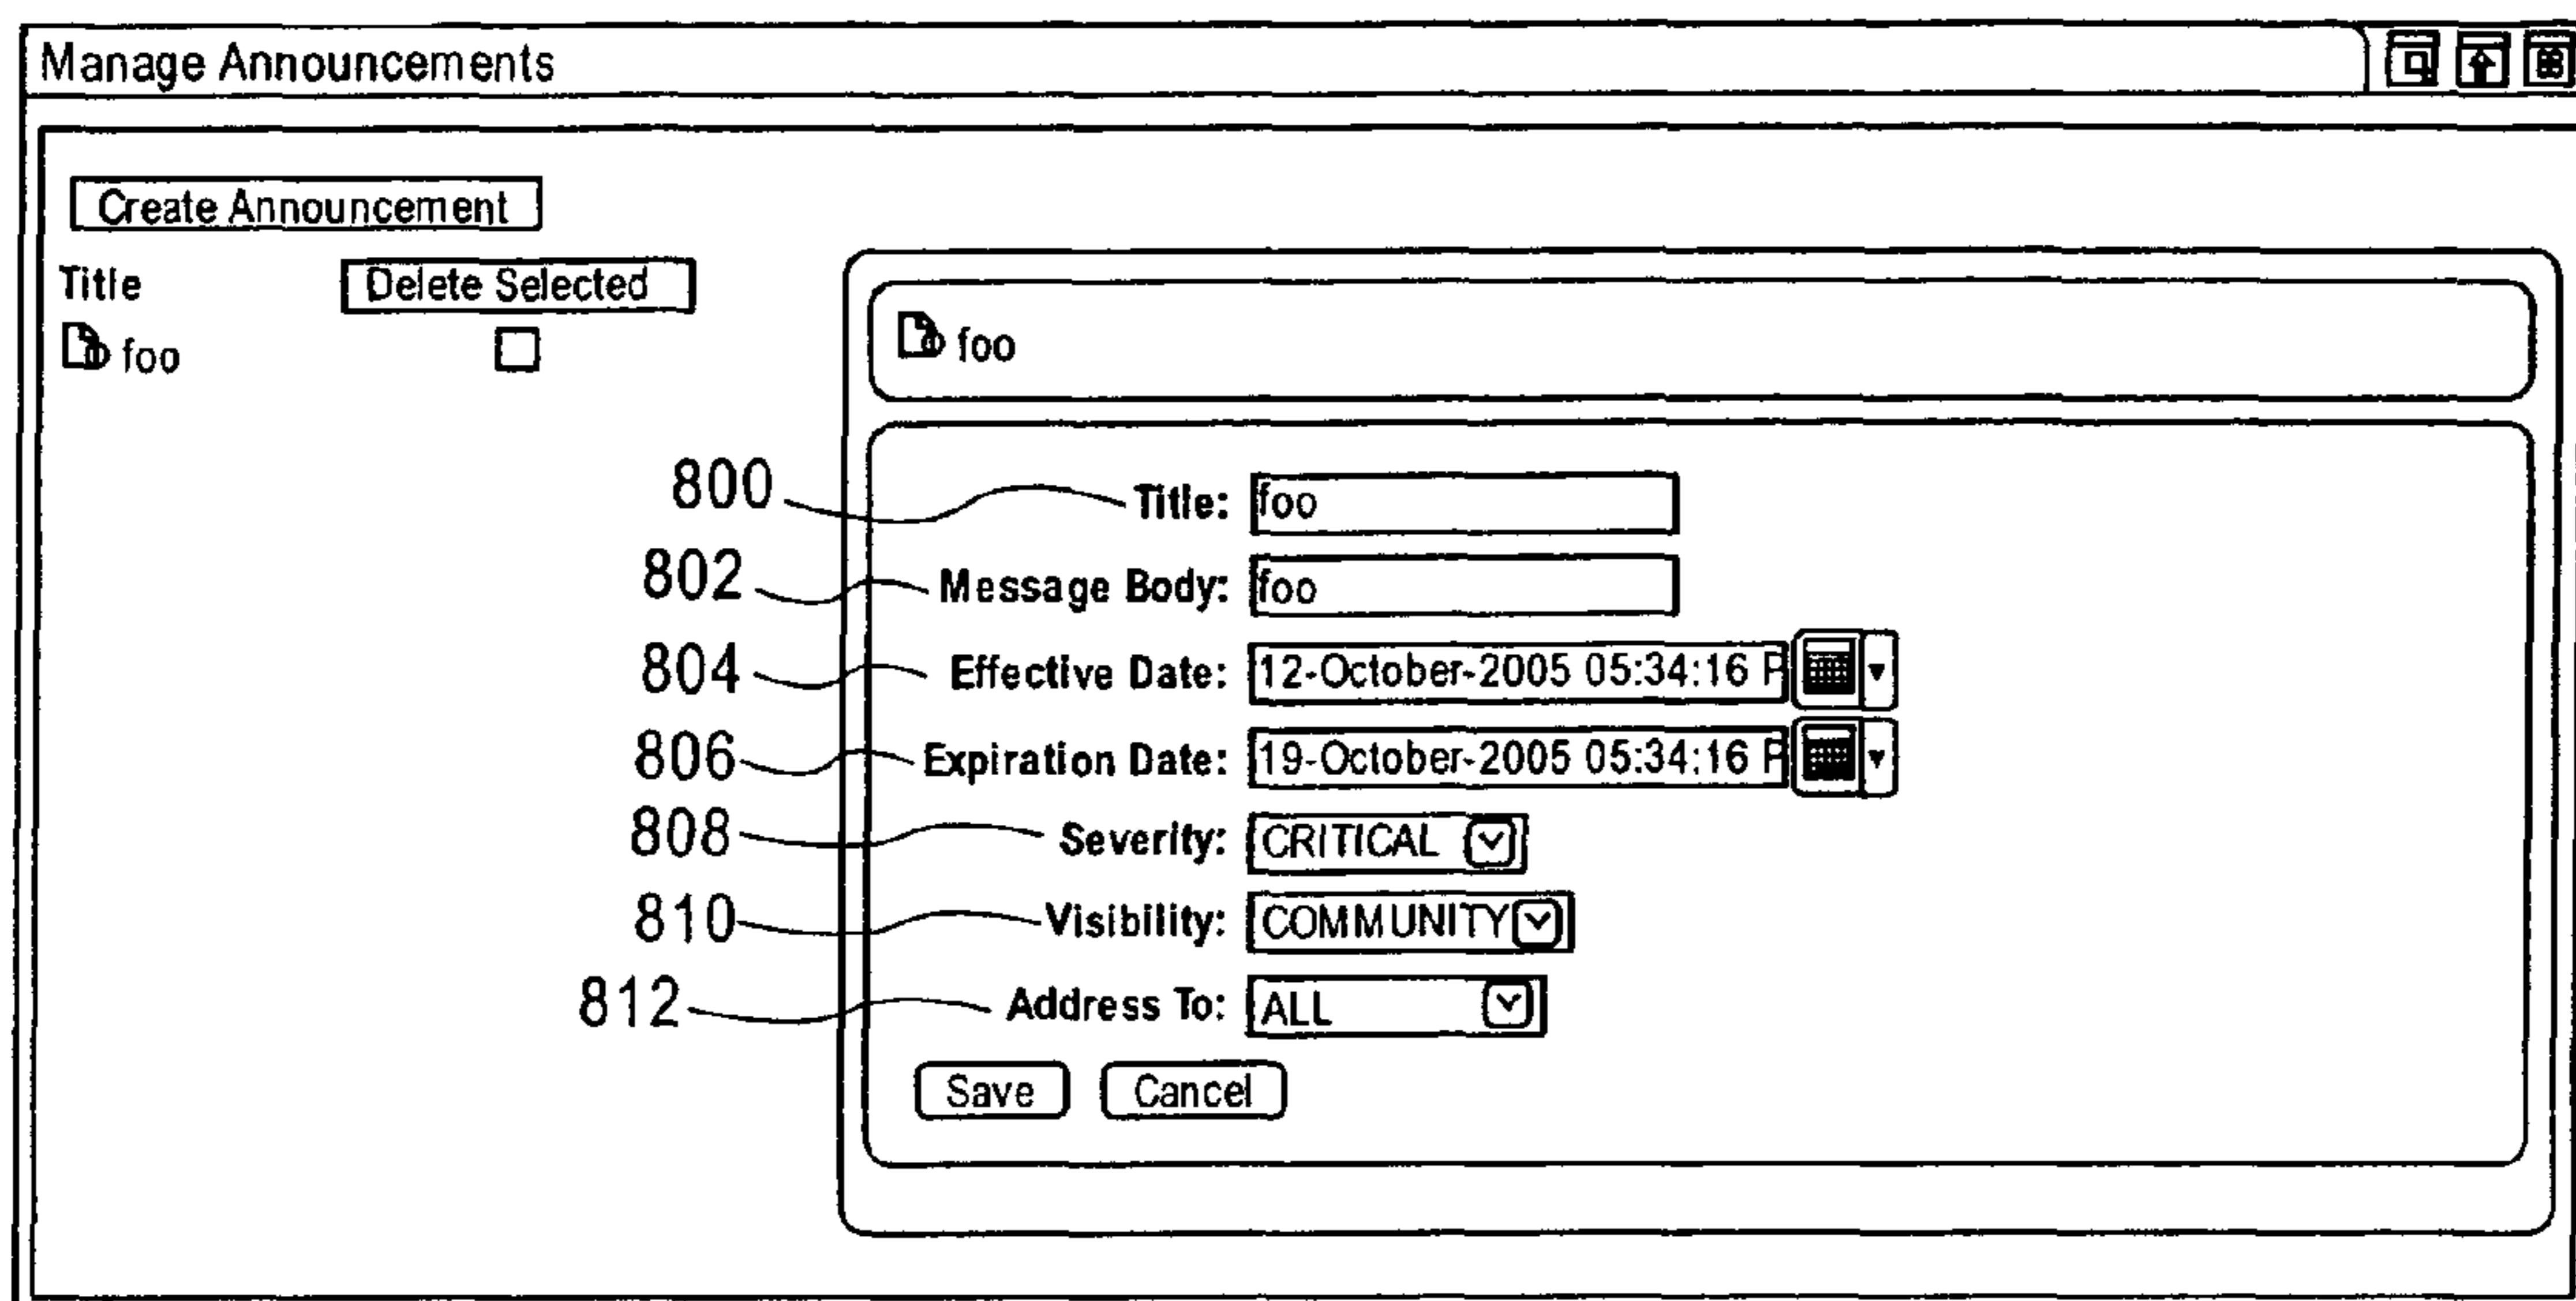 Manage Announcements
Create Announcement
Title Delete Selected
foo
foo
800 Title: foo
802 Message Body: foo
804 Effective Date: 12-October-2005 05:34:16 P
806 Expiration Date: 19-October-2005 05:34:16 P
808 Severity: CRITICAL
810 Visibility: COMMUNITY
812 Address To: ALL
Save Cancel